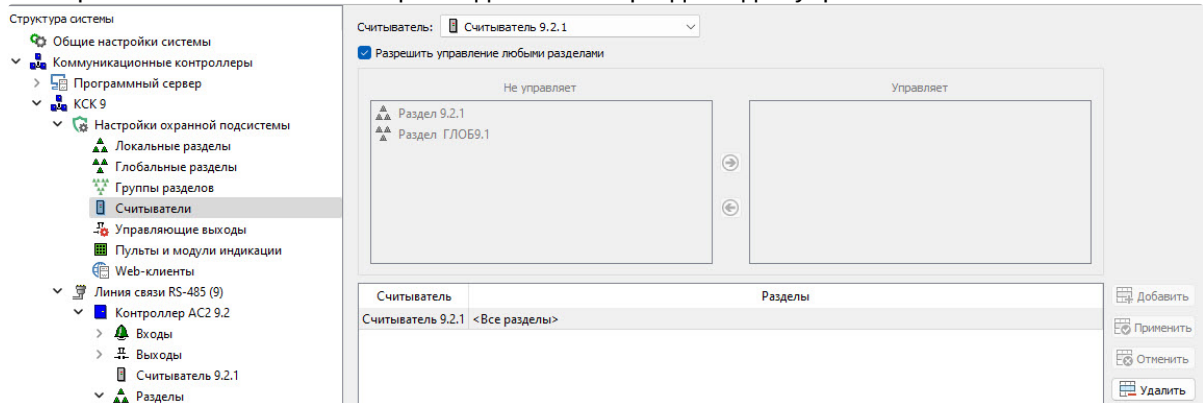 Структура системы
Общие настройки системы
Коммуникационные контроллеры
Программный сервер
КСК 9
Настройки охранной подсистемы
Локальные разделы
Глобальные разделы
Группы разделов
Считыватели
Управляющие выходы
Пульты и модули индикации
Web-клиенты
Линия связи RS-485 (9)
Контроллер AC2 9.2
Входы
Выходы
Считыватель 9.2.1
Разделы
Считыватель: Считыватель 9.2.1
Разрешить управление любыми разделами
Не управляет Управляет
Раздел 9.2.1
Раздел ГЛОБ9.1
Считыватель Разделы
Считыватель 9.2.1 <Все разделы>
Добавить
Применить
Отменить
Удалить